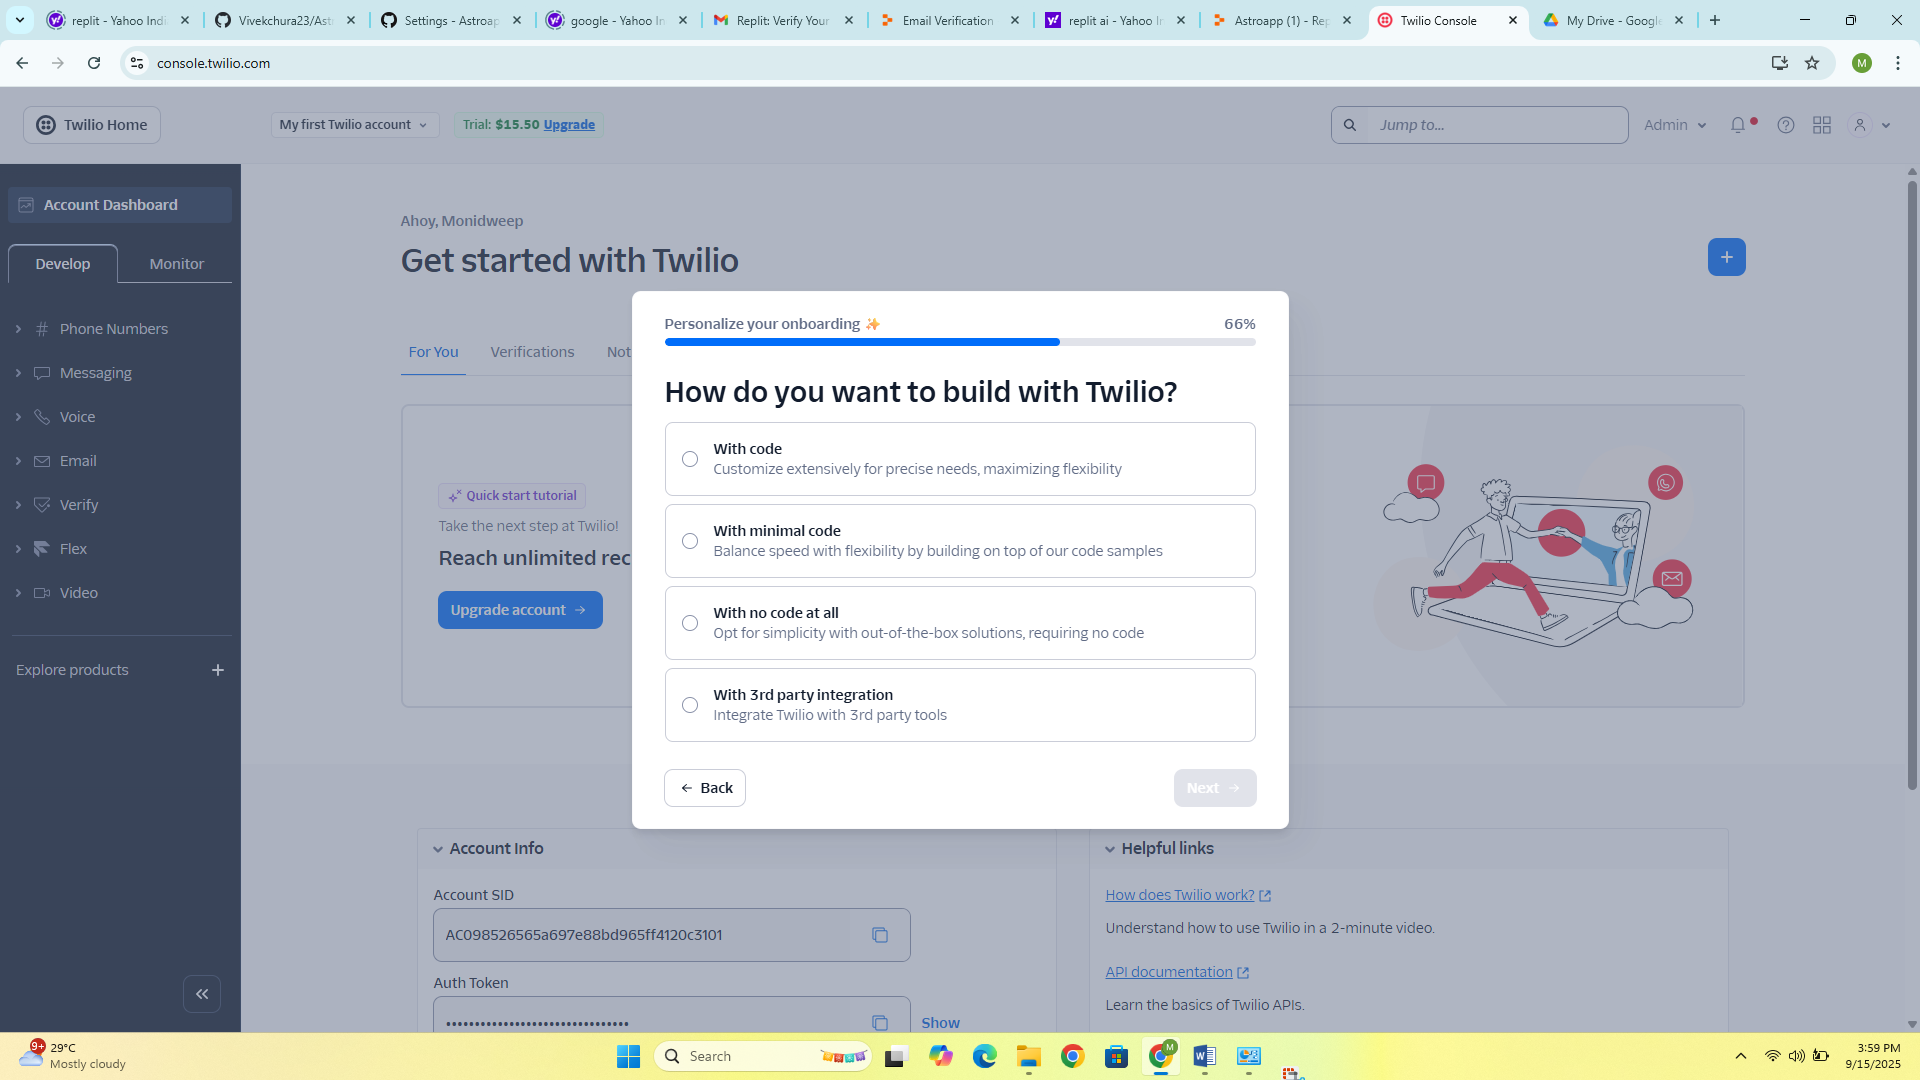 replit - Yahoo Indi
Vivekchura23/Ast
Settings - Astroap
google - Yahoo In
Replit: Verify Your
Email Verification
replit ai - Yahoo In
Astroapp (1) - Rep
Twilio Console
My Drive - Google
console.twilio.com
M
Twilio Home
My first Twilio account
Trial: $15.50 Upgrade
Jump to...
Admin
Account Dashboard
Develop
Monitor
Phone Numbers
Messaging
Voice
Email
Verify
Flex
Video
Explore products
Ahoy, Monidweep
Get started with Twilio
For You
Verifications
Not
Quick start tutorial
Take the next step at Twilio!
Reach unlimited rec
Upgrade account
Personalize your onboarding
66%
How do you want to build with Twilio?
With code
Customize extensively for precise needs, maximizing flexibility
With minimal code
Balance speed with flexibility by building on top of our code samples
With no code at all
Opt for simplicity with out-of-the-box solutions, requiring no code
With 3rd party integration
Integrate Twilio with 3rd party tools
Back
Next
Account Info
Account SID
AC098526565a697e88bd965ff4120c3101
Auth Token
Show
Helpful links
How does Twilio work?
Understand how to use Twilio in a 2-minute video.
API documentation
Learn the basics of Twilio APIs.
9+
29°C
Mostly cloudy
Search
M
3:59 PM
9/15/2025